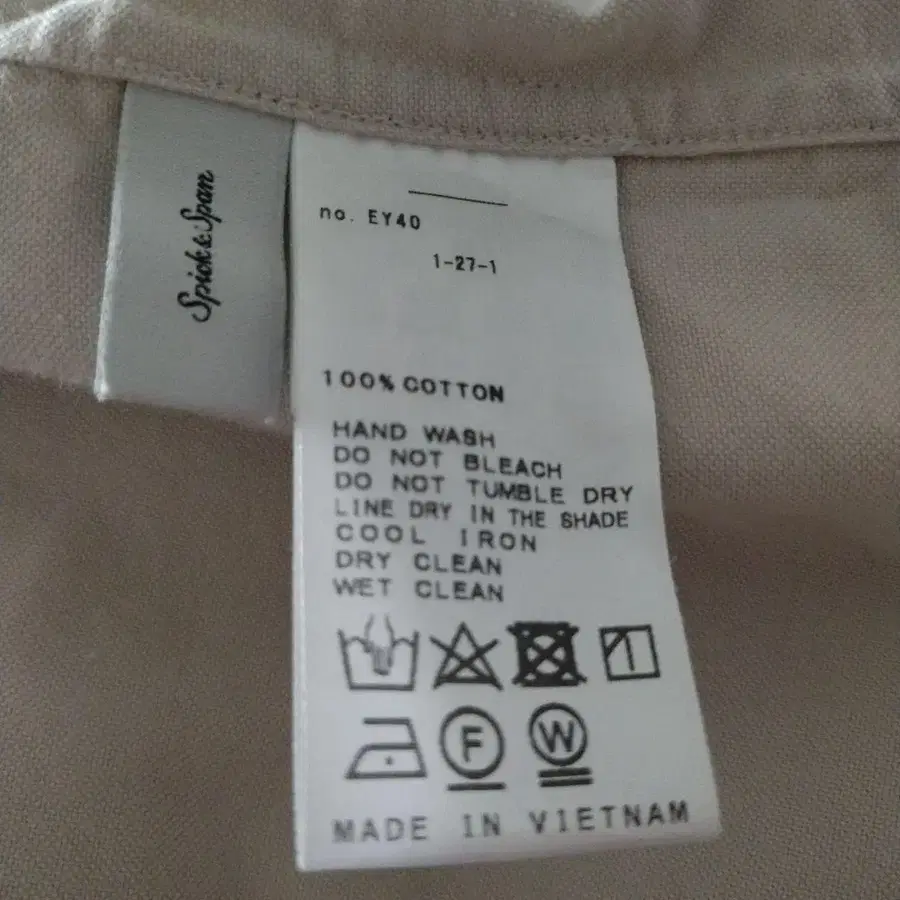 Spick & Span
no. EY40
1-27-1
100% COTTON
HAND WASH
DO NOT BLEACH
DO NOT TUMBLE DRY
LINE DRY IN THE SHADE
COOL IRON
DRY CLEAN
WET CLEAN
F W
MADE IN VIETNAM